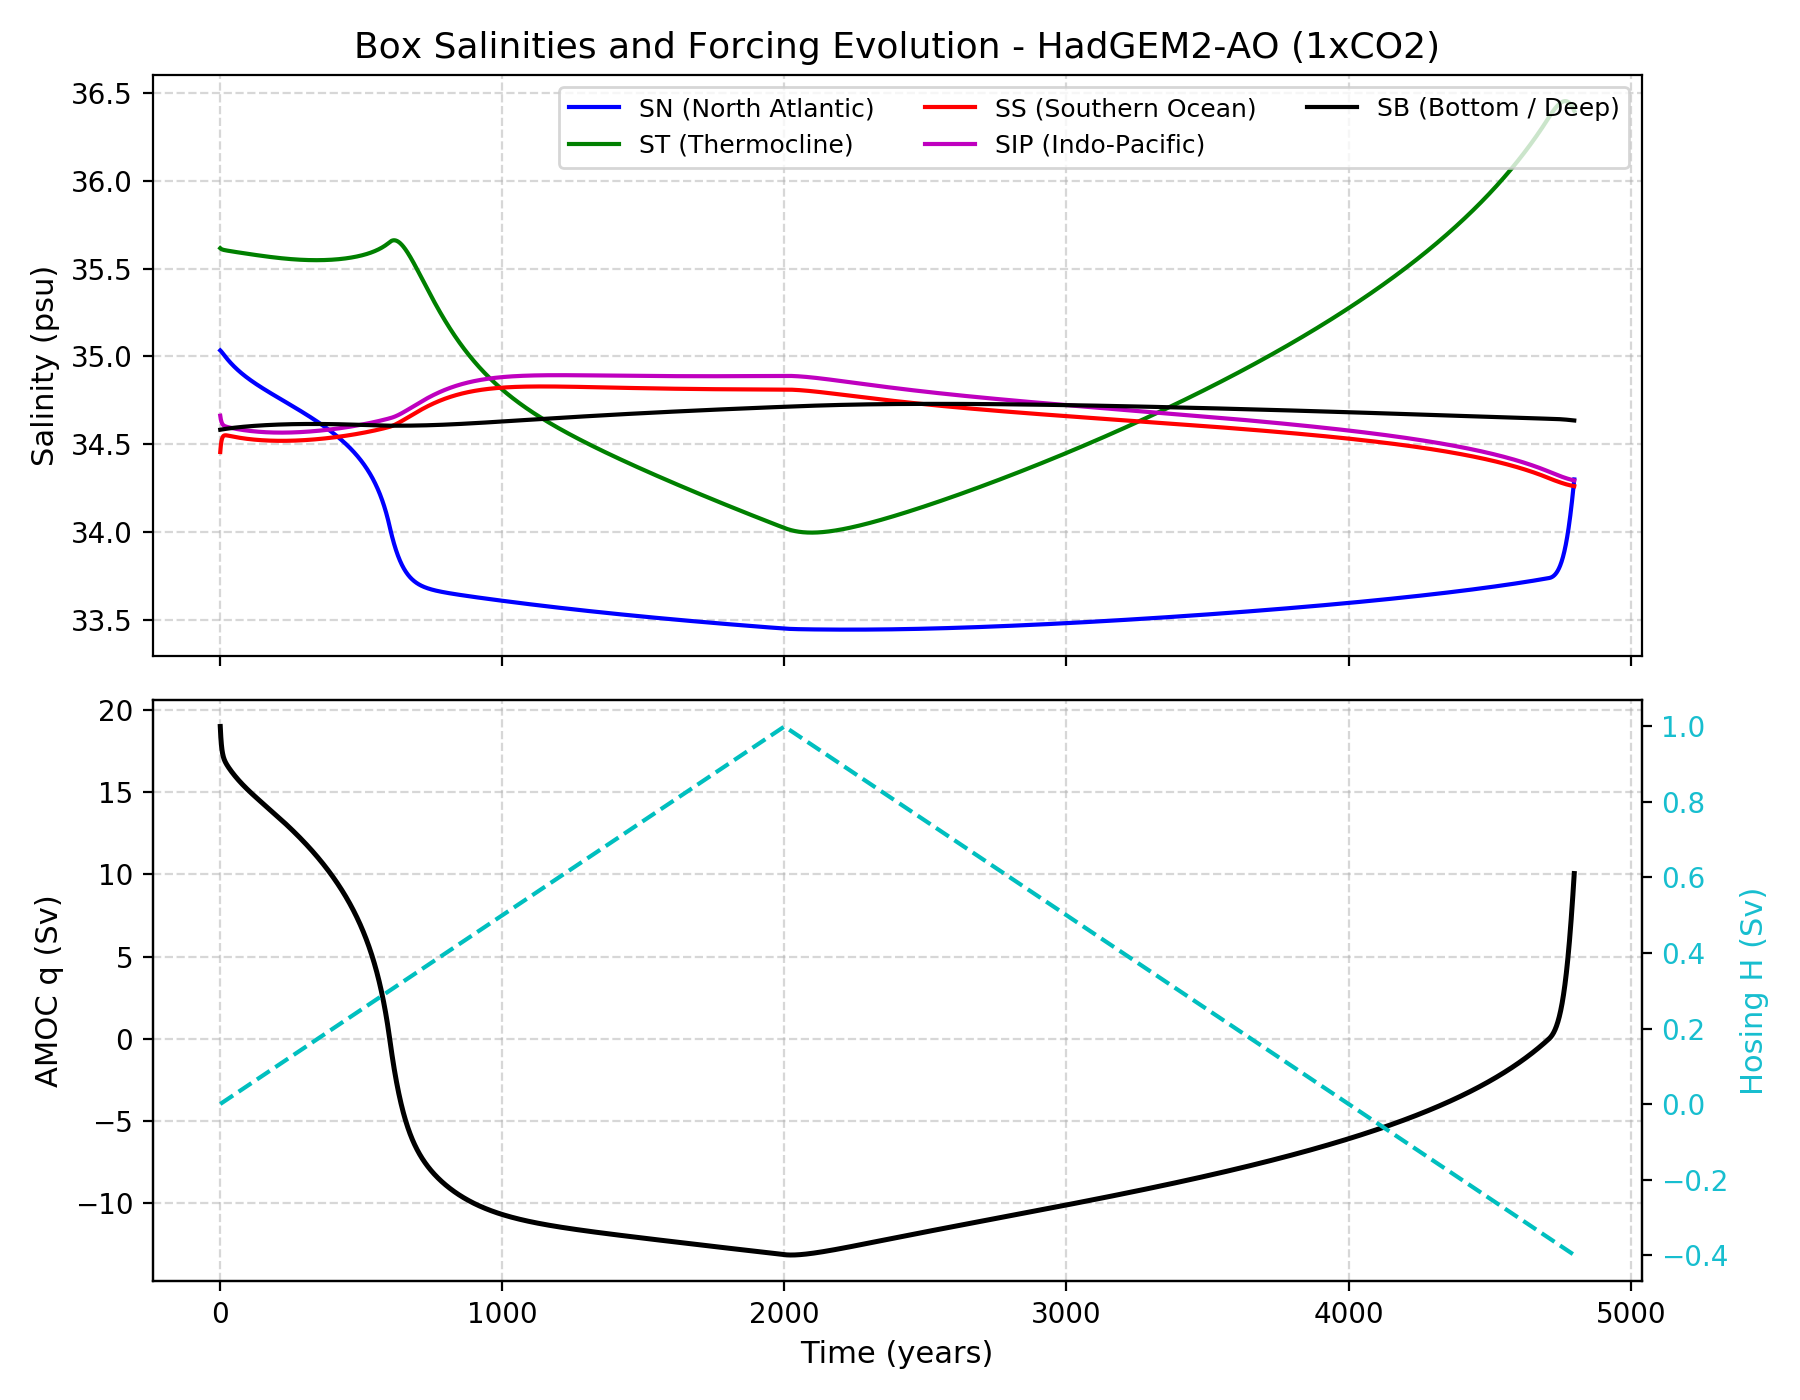 Box Salinities and Forcing Evolution - HadGEM2-AO (1xCO2)
SN (North Atlantic)
ST (Thermocline)
SS (Southern Ocean)
SIP (Indo-Pacific)
SB (Bottom / Deep)
Salinity (psu)
36.5
36.0
35.5
35.0
34.5
34.0
33.5
AMOC q (Sv)
20
15
10
5
0
−5
−10
1.0
0.8
0.6
0.4
0.2
0.0
−0.2
−0.4
Hosing H (Sv)
0
1000
2000
3000
4000
5000
Time (years)